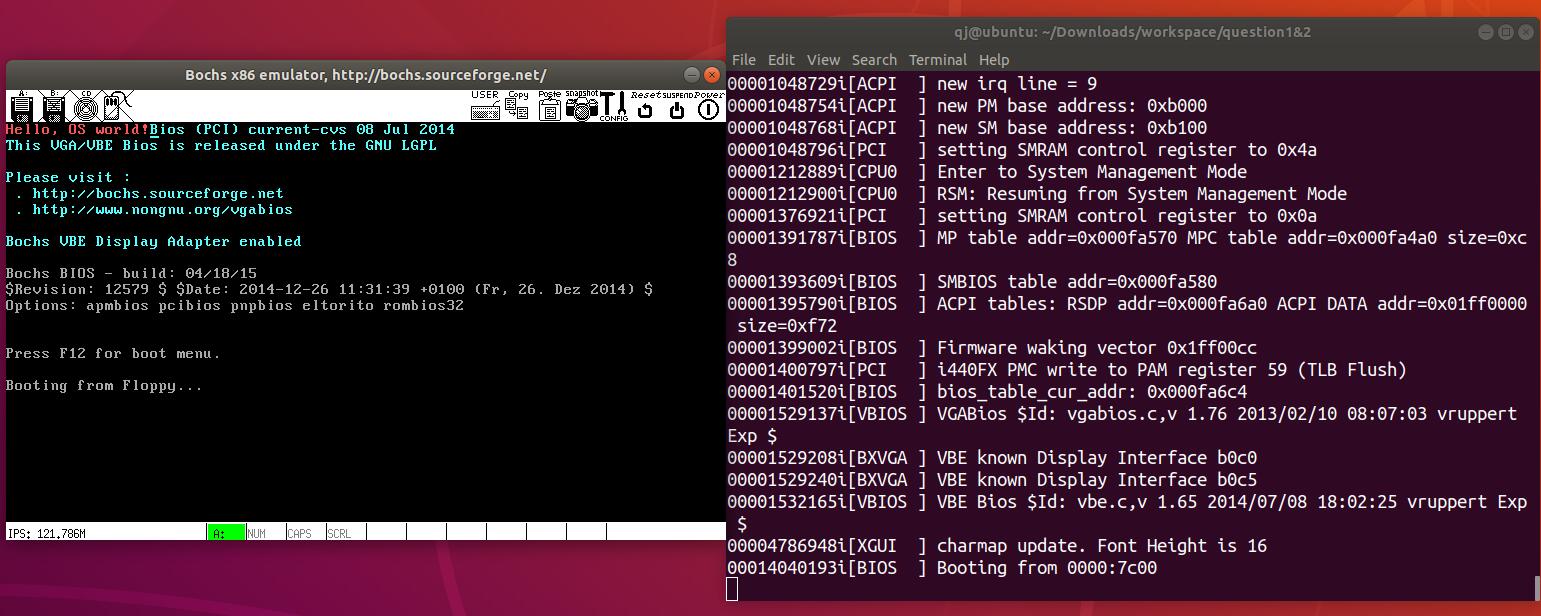 Bochs x86 emulator, http://bochs.sourceforge.net/
A: B: CD USER Copy Paste snapshot CONFIG Reset SUSPEND Power
Hello, OS world!Bios (PCI) current-cvs 08 Jul 2014
This VGA/VBE Bios is released under the GNU LGPL
Please visit :
. http://bochs.sourceforge.net
. http://www.nongnu.org/vgabios
Bochs VBE Display Adapter enabled
Bochs BIOS - build: 04/18/15
$Revision: 12579 $ $Date: 2014-12-26 11:31:39 +0100 (Fr, 26. Dez 2014) $
Options: apmbios pcibios pnpbios eltorito rombios32
Press F12 for boot menu.
Booting from Floppy...
IPS: 121.786M A: NUM CAPS SCRL
qj@ubuntu: ~/Downloads/workspace/question1&2
File Edit View Search Terminal Help
00001048729i[ACPI  ] new irq line = 9
00001048754i[ACPI  ] new PM base address: 0xb000
00001048768i[ACPI  ] new SM base address: 0xb100
00001048796i[PCI   ] setting SMRAM control register to 0x4a
00001212889i[CPU0  ] Enter to System Management Mode
00001212900i[CPU0  ] RSM: Resuming from System Management Mode
00001376921i[PCI   ] setting SMRAM control register to 0x0a
00001391787i[BIOS  ] MP table addr=0x000fa570 MPC table addr=0x000fa4a0 size=0xc
8
00001393609i[BIOS  ] SMBIOS table addr=0x000fa580
00001395790i[BIOS  ] ACPI tables: RSDP addr=0x000fa6a0 ACPI DATA addr=0x01ff0000
size=0xf72
00001399002i[BIOS  ] Firmware waking vector 0x1ff00cc
00001400797i[PCI   ] i440FX PMC write to PAM register 59 (TLB Flush)
00001401520i[BIOS  ] bios_table_cur_addr: 0x000fa6c4
00001529137i[VBIOS ] VGABios $Id: vgabios.c,v 1.76 2013/02/10 08:07:03 vruppert
Exp $
00001529208i[BXVGA ] VBE known Display Interface b0c0
00001529240i[BXVGA ] VBE known Display Interface b0c5
00001532165i[VBIOS ] VBE Bios $Id: vbe.c,v 1.65 2014/07/08 18:02:25 vruppert Exp
$
00004786948i[XGUI  ] charmap update. Font Height is 16
00014040193i[BIOS  ] Booting from 0000:7c00